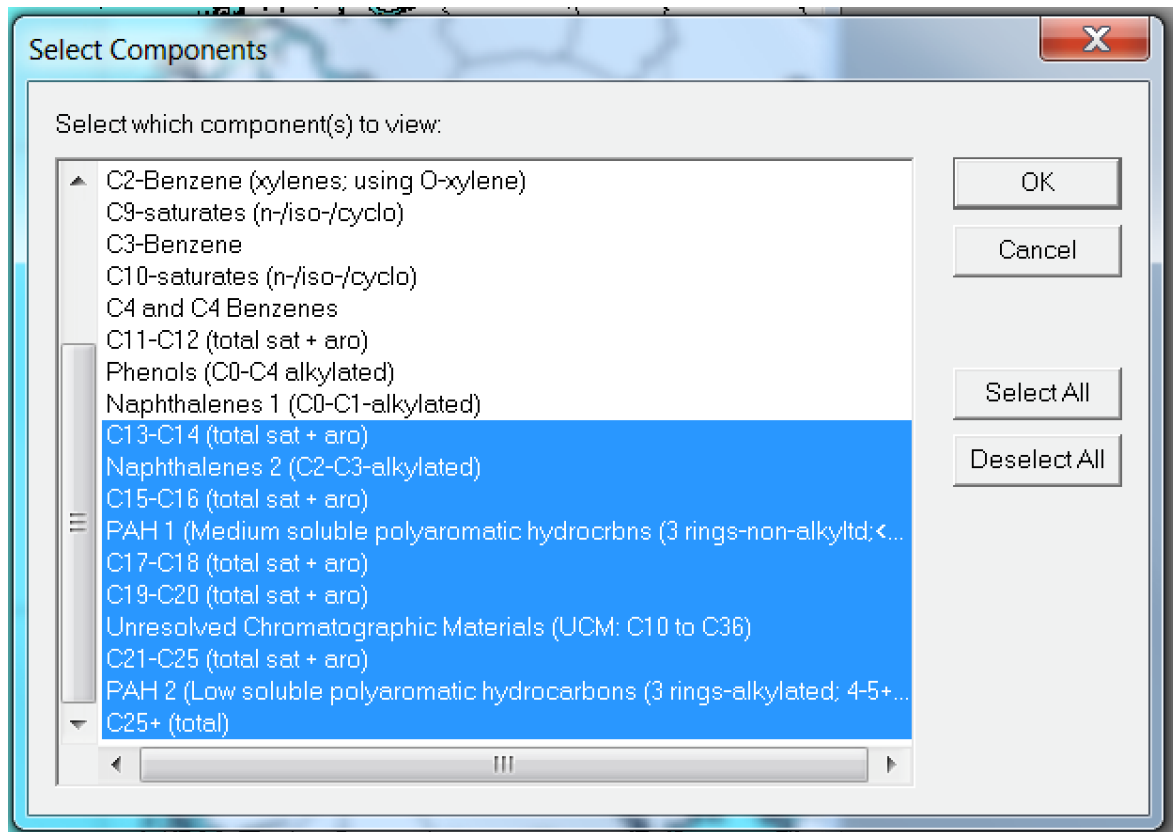 Select Components
X
Select which component(s) to view:
C2-Benzene (xylenes; using O-xylene)
C9-saturates (n-/iso-/cyclo)
C3-Benzene
C10-saturates (n-/iso-/cyclo)
C4 and C4 Benzenes
C11-C12 (total sat + aro)
Phenols (C0-C4 alkylated)
Naphthalenes 1 (C0-C1-alkylated)
C13-C14 (total sat + aro)
Naphthalenes 2 (C2-C3-alkylated)
C15-C16 (total sat + aro)
PAH 1 (Medium soluble polyaromatic hydrocrbns (3 rings-non-alkyltd;<...
C17-C18 (total sat + aro)
C19-C20 (total sat + aro)
Unresolved Chromatographic Materials (UCM: C10 to C36)
C21-C25 (total sat + aro)
PAH 2 (Low soluble polyaromatic hydrocarbons (3 rings-alkylated; 4-5+...
C25+ (total)
OK
Cancel
Select All
Deselect All